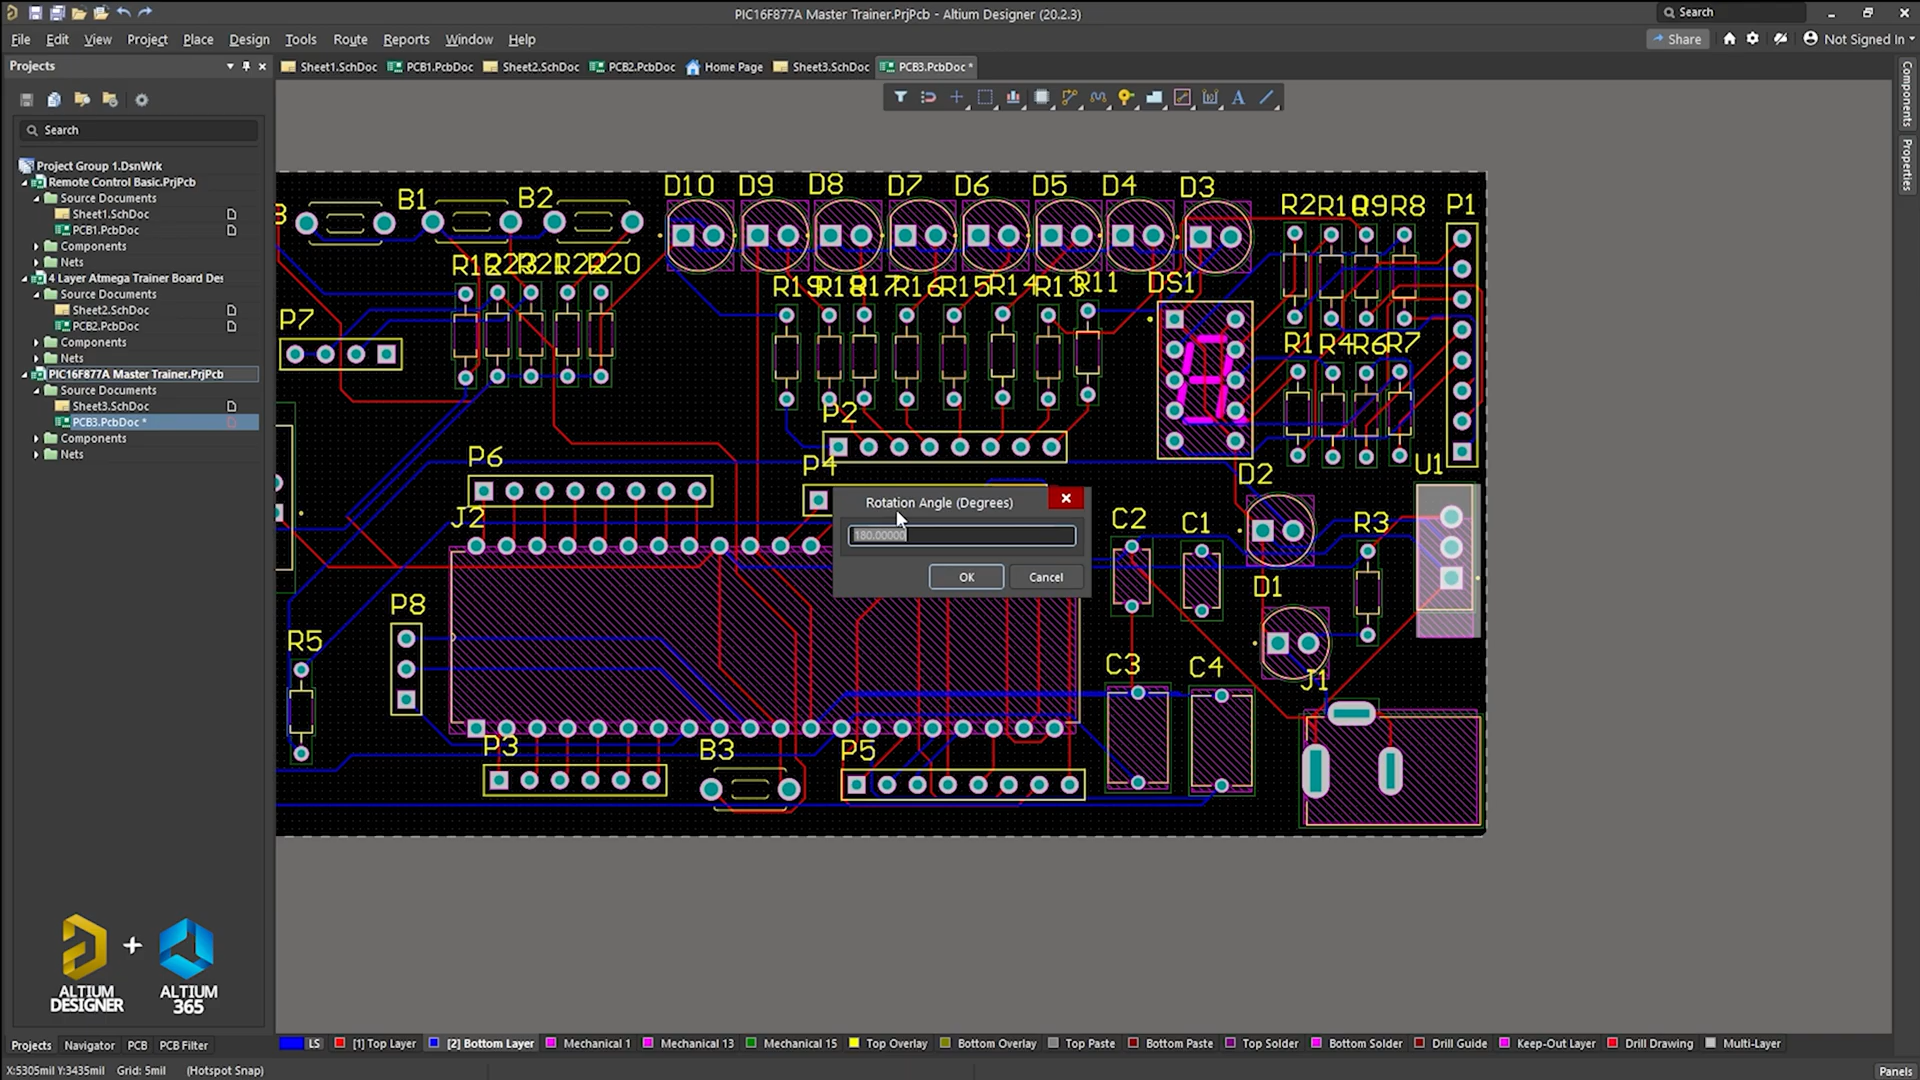 PIC16F877A Master Trainer.PrjPcb - Altium Designer (20.2.3)
Search
File Edit View Project Place Design Tools Route Reports Window Help
Share
Not Signed In
Projects
Sheet1.SchDoc
PCB1.PcbDoc
Sheet2.SchDoc
PCB2.PcbDoc
Home Page
Sheet3.SchDoc
PCB3.PcbDoc *
Components
Properties
Search
Project Group 1.DsnWrk
Remote Control Basic.PrjPcb
Source Documents
Sheet1.SchDoc
PCB1.PcbDoc
Components
Nets
4 Layer Atmega Trainer Board Des
Source Documents
Sheet2.SchDoc
PCB2.PcbDoc
Components
Nets
PIC16F877A Master Trainer.PrjPcb
Source Documents
Sheet3.SchDoc
PCB3.PcbDoc *
Components
Nets
B1 B2 D10 D9 D8 D7 D6 D5 D4 D3 R2 R9 R8 P1
R20 R19 R17 R16 R15 R14 R13 R11 DS1
P7
R1 R4 R6 R7
P2
P6 P4 D2 U1
J2 C2 C1 R3
Rotation Angle (Degrees)
180.00000
OK Cancel
D1
P8
R5
C3 C4 J1
P3 B3 P5
ALTIUM DESIGNER + ALTIUM 365
Projects Navigator PCB PCB Filter
LS [1] Top Layer [2] Bottom Layer Mechanical 1 Mechanical 13 Mechanical 15 Top Overlay Bottom Overlay Top Paste Bottom Paste Top Solder Bottom Solder Drill Guide Keep-Out Layer Drill Drawing Multi-Layer
X:5305mil Y:3435mil Grid: 5mil (Hotspot Snap)
Panels